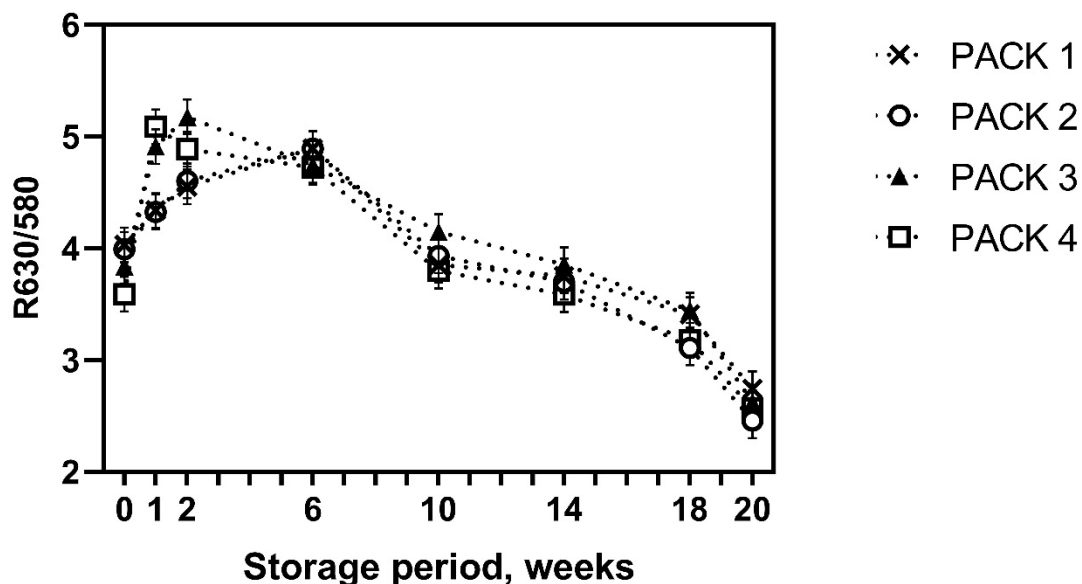 6
5
4
3
2
R630/580
0 1 2 6 10 14 18 20
Storage period, weeks
PACK 1
PACK 2
PACK 3
PACK 4